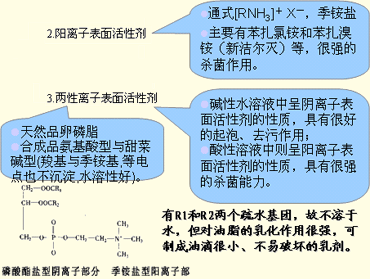 通式[RNH₃]⁺ X⁻，季铵盐
主要有苯扎氯铵和苯扎溴
铵（新洁尔灭）等，很强的
杀菌作用。
2.阳离子表面活性剂
3.两性离子表面活性剂
天然品卵磷脂
合成品氨基酸型与甜菜
碱型(羧基与季铵基,等电
点也不沉淀,水溶性好)。
碱性水溶液中呈阴离子表
面活性剂的性质，具有很好
的起泡、去污作用；
酸性溶液中则呈阳离子表
面活性剂的性质，具有很强
的杀菌能力。
CH₂—OOCR₁
CH—OOCR₂
CH₂—O—P—O—CH₂—CH₂—N⁺
O
O⁻
CH₃
CH₃
CH₃
磷酸酯盐型阴离子部分 季铵盐型阳离子部
有R1和R2两个疏水基团，故不溶于
水，但对油脂的乳化作用很强，可
制成油滴很小、不易破坏的乳剂。